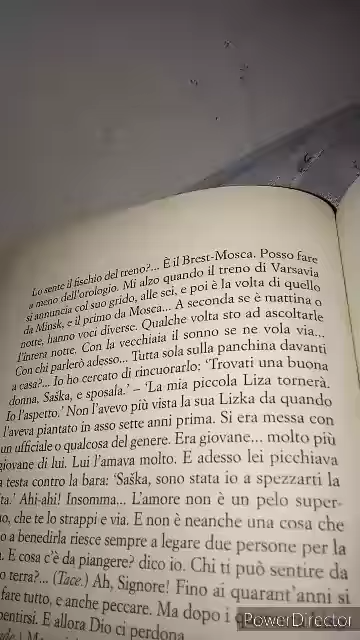 Lo sente il fischio del treno?... È il Brest-Mosca. Posso fare
a meno dell'orologio. Mi alzo quando il treno di Varsavia
si annuncia col suo grido, alle sei, e poi è la volta di quello
da Minsk, e il primo da Mosca... A seconda se è mattina o
notte, hanno voci diverse. Qualche volta sto ad ascoltarle
l'intera notte. Con la vecchiaia il sonno se ne vola via...
Con chi parlerò adesso... Tutta sola sulla panchina davanti
a casa?... Io ho cercato di rincuorarlo: 'Trovati una buona
donna, Saška, e sposala.' – 'La mia piccola Liza tornerà.
Io l'aspetto.' Non l'avevo più vista la sua Lizka da quando
l'aveva piantato in asso sette anni prima. Si era messa con
un ufficiale o qualcosa del genere. Era giovane... molto più
giovane di lui. Lui l'amava molto. E adesso lei picchiava
a testa contro la bara: 'Saška, sono stata io a spezzarti la
ta.' Ahi-ahi! Insomma... L'amore non è un pelo super-
uo, che te lo strappi e via. E non è neanche una cosa che
o a benedirla riesce sempre a legare due persone per la
. E cosa c'è da piangere? dico io. Chi ti può sentire da
o terra?... (Tace.) Ah, Signore! Fino ai quarant'anni si
fare tutto, e anche peccare. Ma dopo i
pentirsi. E allora Dio ci perdona
PowerDirector